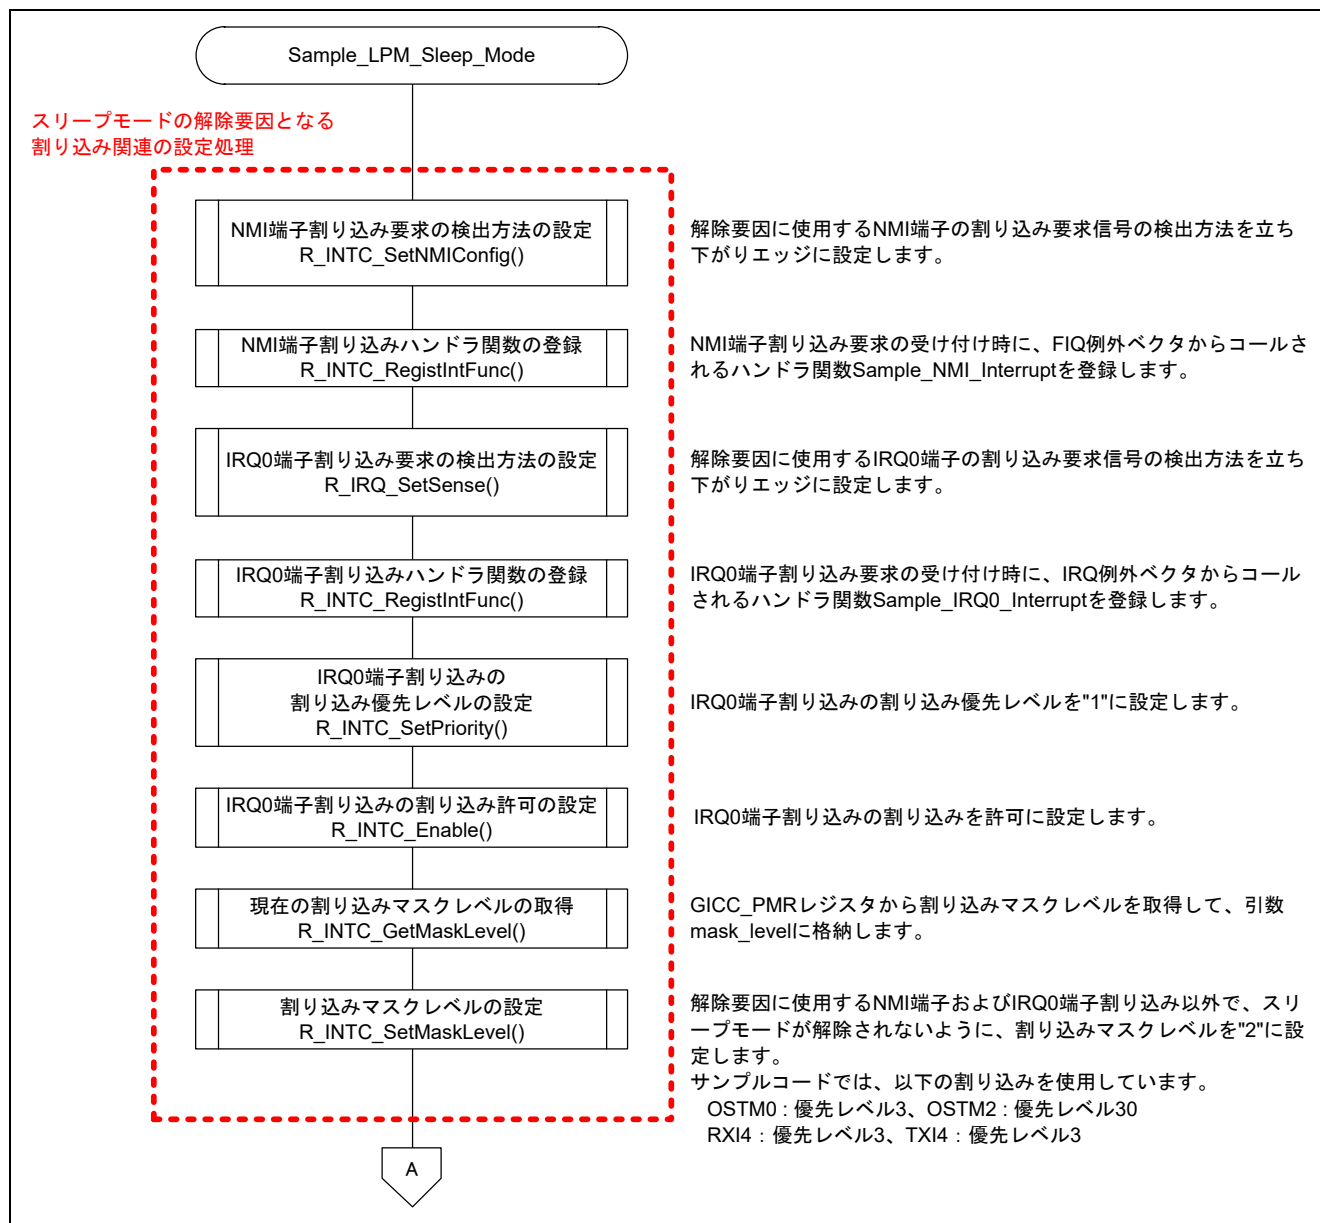 Sample_LPM_Sleep_Mode
スリープモードの解除要因となる
割り込み関連の設定処理
NMI端子割り込み要求の検出方法の設定
R_INTC_SetNMIConfig()
解除要因に使用するNMI端子の割り込み要求信号の検出方法を立ち
下がりエッジに設定します。
NMI端子割り込みハンドラ関数の登録
R_INTC_RegistIntFunc()
NMI端子割り込み要求の受け付け時に、FIQ例外ベクタからコールさ
れるハンドラ関数Sample_NMI_Interruptを登録します。
IRQ0端子割り込み要求の検出方法の設定
R_IRQ_SetSense()
解除要因に使用するIRQ0端子の割り込み要求信号の検出方法を立ち
下がりエッジに設定します。
IRQ0端子割り込みハンドラ関数の登録
R_INTC_RegistIntFunc()
IRQ0端子割り込み要求の受け付け時に、IRQ例外ベクタからコール
されるハンドラ関数Sample_IRQ0_Interruptを登録します。
IRQ0端子割り込みの
割り込み優先レベルの設定
R_INTC_SetPriority()
IRQ0端子割り込みの割り込み優先レベルを"1"に設定します。
IRQ0端子割り込みの割り込み許可の設定
R_INTC_Enable()
IRQ0端子割り込みの割り込みを許可に設定します。
現在の割り込みマスクレベルの取得
R_INTC_GetMaskLevel()
GICC_PMRレジスタから割り込みマスクレベルを取得して、引数
mask_levelに格納します。
割り込みマスクレベルの設定
R_INTC_SetMaskLevel()
解除要因に使用するNMI端子およびIRQ0端子割り込み以外で、スリ
ープモードが解除されないように、割り込みマスクレベルを"2"に設
定します。
サンプルコードでは、以下の割り込みを使用しています。
OSTM0 : 優先レベル3、OSTM2 : 優先レベル30
RXI4 : 優先レベル3、TXI4 : 優先レベル3
A